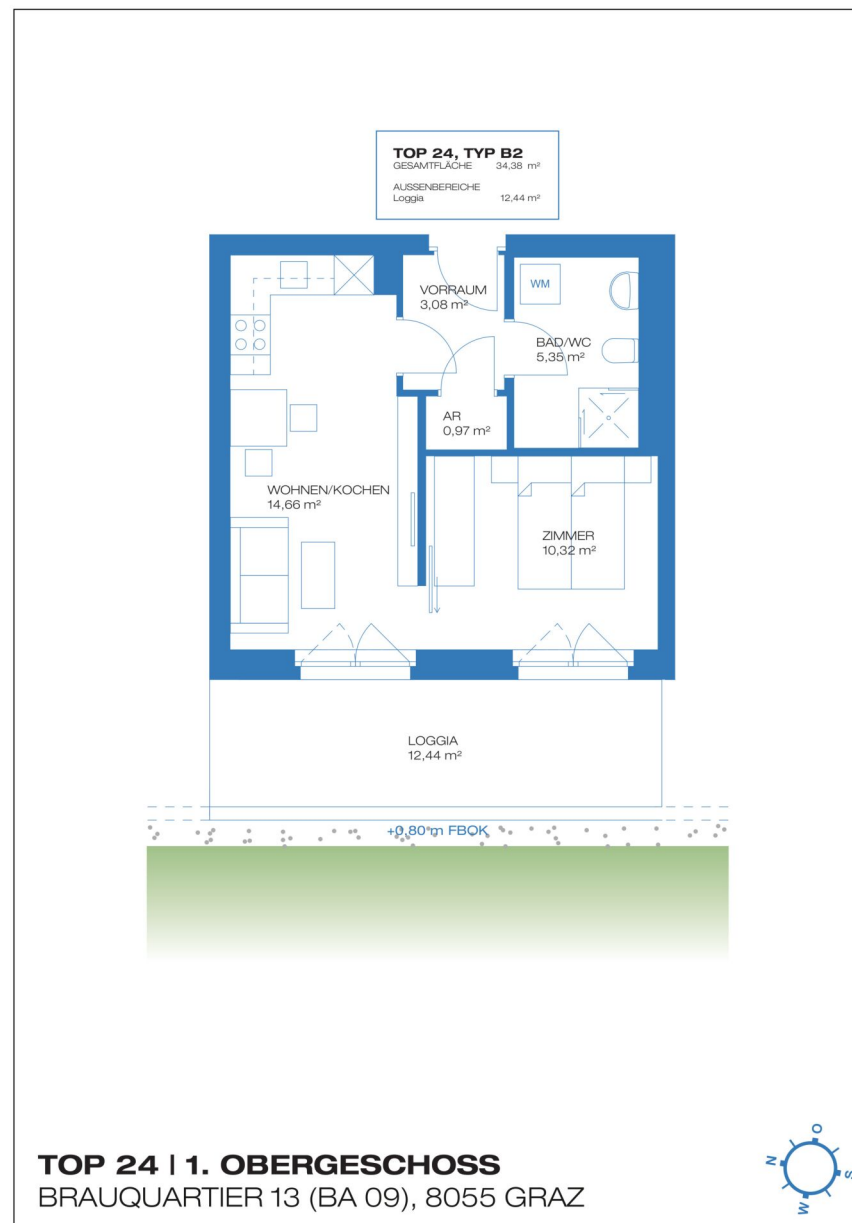 TOP 24, TYP B2
GESAMTFLÄCHE 34,38 m²
AUSSENBEREICHE
Loggia 12,44 m²
VORRAUM
3,08 m²
WM
BAD/WC
5,35 m²
AR
0,97 m²
WOHNEN/KOCHEN
14,66 m²
ZIMMER
10,32 m²
LOGGIA
12,44 m²
+0,80 m FBOK
TOP 24 | 1. OBERGESCHOSS
BRAUQUARTIER 13 (BA 09), 8055 GRAZ
O
N
S
W